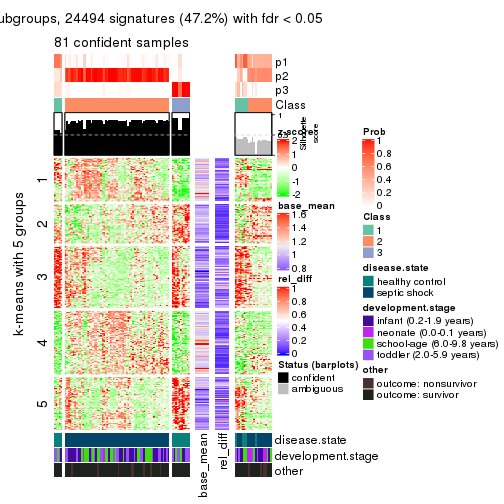 ubgroups, 24494 signatures (47.2%) with fdr < 0.05
81 confident samples
p1
p2
p3
Class
1
0.5
0
Silhouette
score
z-scores
2
1
0
-1
-2
base_mean
1.6
1.4
1.2
1
0.8
rel_diff
1
0.8
0.6
0.4
0.2
0
Status (barplots)
confident
ambiguous
Prob
1
0.8
0.6
0.4
0.2
0
Class
1
2
3
disease.state
healthy control
septic shock
development.stage
infant (0.2-1.9 years)
neonate (0.0-0.1 years)
school-age (6.0-9.8 years)
toddler (2.0-5.9 years)
other
outcome: nonsurvivor
outcome: survivor
k-means with 5 groups
1
2
3
4
5
disease.state
development.stage
other
base_mean
rel_diff